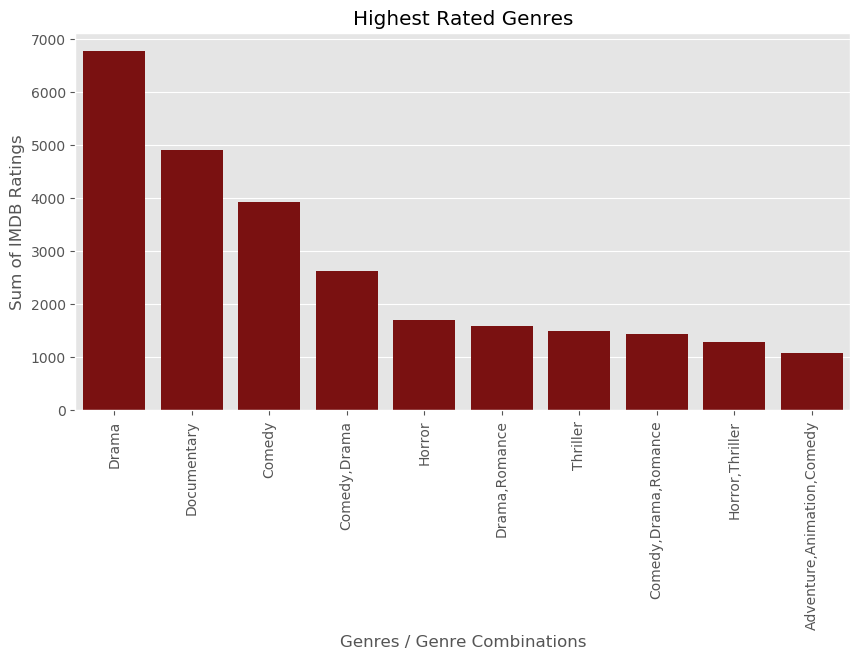 Highest Rated Genres
Sum of IMDB Ratings
7000
6000
5000
4000
3000
2000
1000
0
Drama
Documentary
Comedy
Comedy,Drama
Horror
Drama,Romance
Thriller
Comedy,Drama,Romance
Horror,Thriller
Adventure,Animation,Comedy
Genres / Genre Combinations